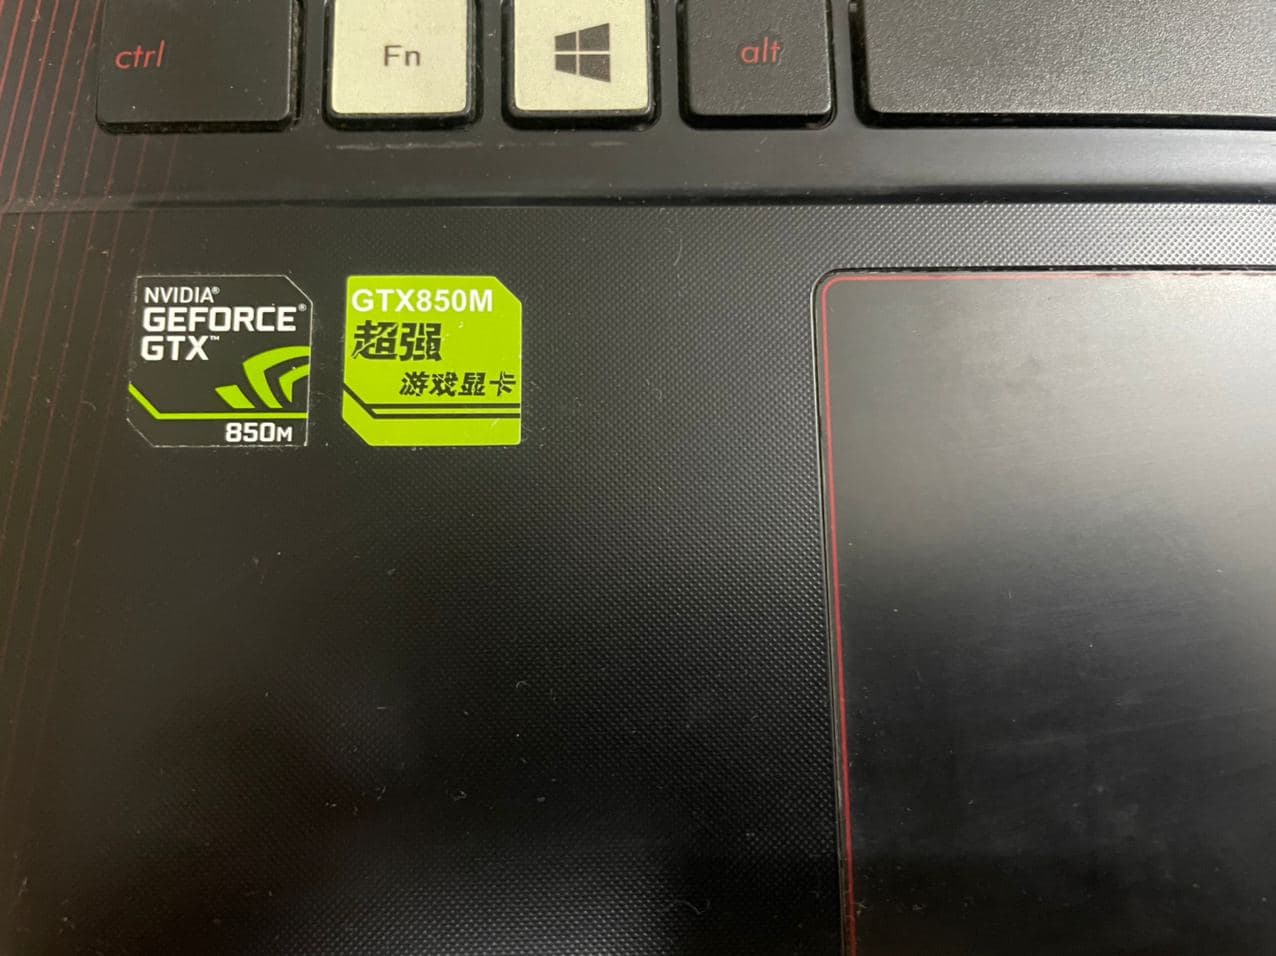 ctrl
Fn
alt
NVIDIA®
GEFORCE®
GTX™
850M
GTX850M
超强
游戏显卡